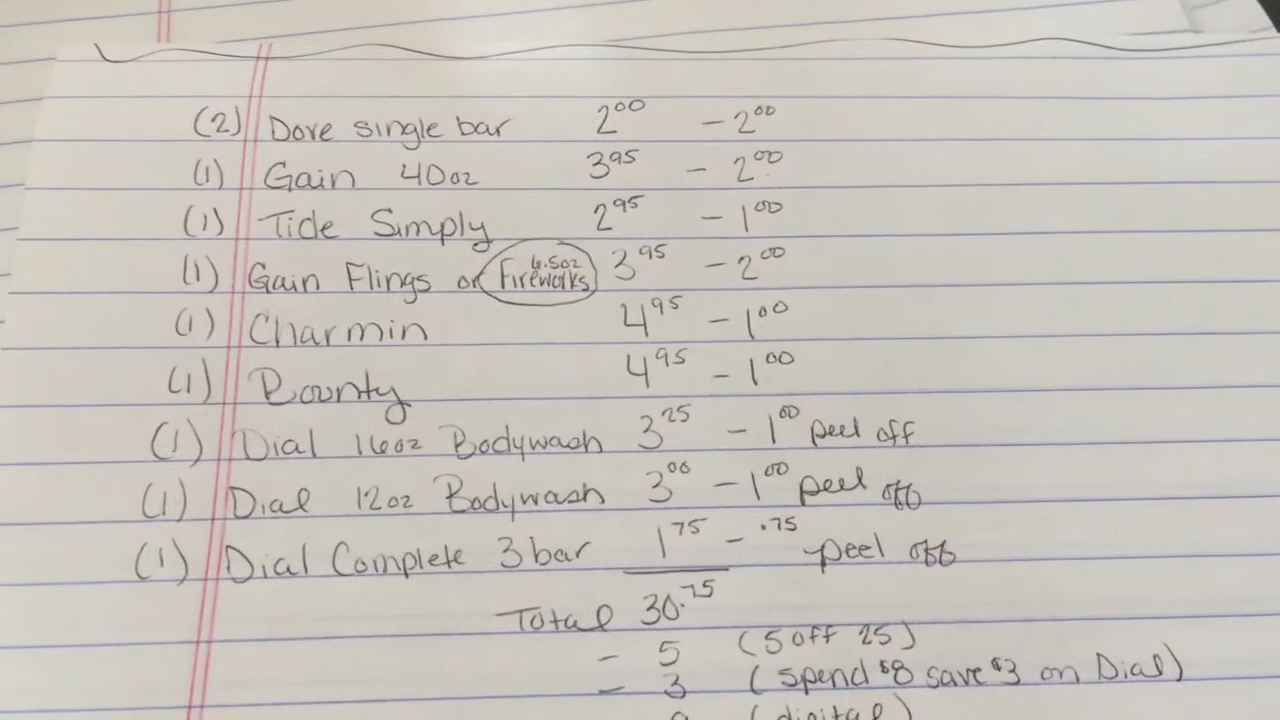 (2) Dove single bar 2.00 - 2.00
(1) Gain 40oz 3.95 - 2.00
(1) Tide Simply 2.95 - 1.00
(1) Gain Flings or 6.5oz Fireworks 3.95 - 2.00
(1) Charmin 4.95 - 1.00
(1) Bounty 4.95 - 1.00
(1) Dial 16oz Bodywash 3.25 - 1.00 peel off
(1) Dial 12oz Bodywash 3.00 - 1.00 peel off
(1) Dial Complete 3 bar 1.75 - .75 peel off
Total 30.75
- 5 (5 off 25)
- 3 (spend $8 save $3 on Dial)
(digital)